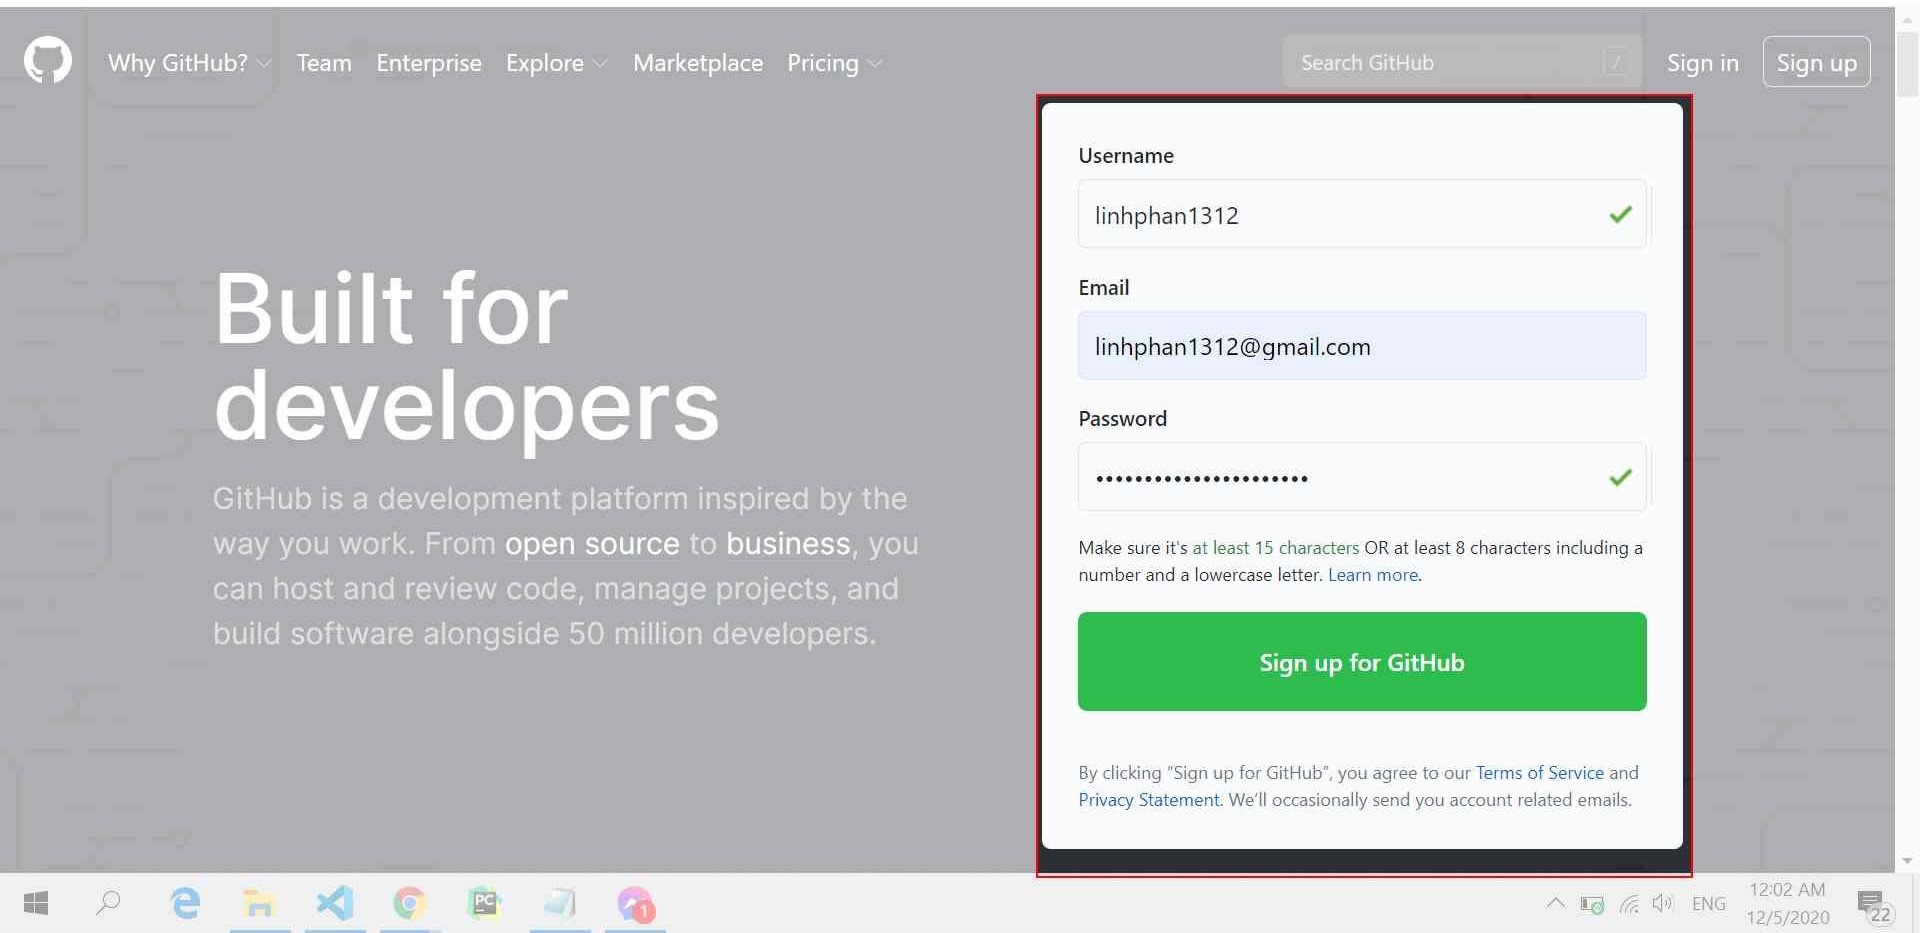 Why GitHub? Team Enterprise Explore Marketplace Pricing Search GitHub / Sign in Sign up
Built for
developers
GitHub is a development platform inspired by the
way you work. From open source to business, you
can host and review code, manage projects, and
build software alongside 50 million developers.
Username
linhphan1312
Email
linhphan1312@gmail.com
Password
••••••••••••••••••••••
Make sure it's at least 15 characters OR at least 8 characters including a
number and a lowercase letter. Learn more.
Sign up for GitHub
By clicking “Sign up for GitHub”, you agree to our Terms of Service and
Privacy Statement. We’ll occasionally send you account related emails.
PC
1
ENG
12:02 AM
12/5/2020
22